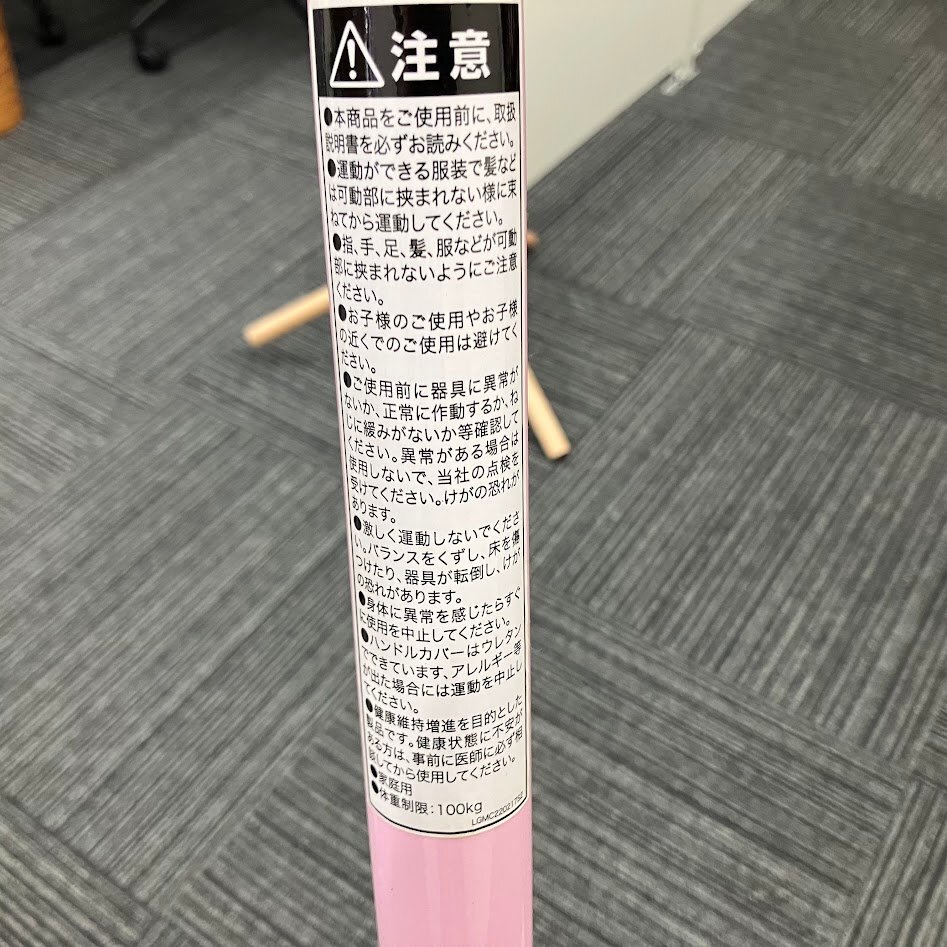 注意
●本商品をご使用前に、取扱
説明書を必ずお読みください。
●運動ができる服装で髪など
は可動部に挟まれない様に束
ねてから運動してください。
●指、手、足、髪、服などが可動
部に挟まれないようにご注意
ください。
●お子様のご使用やお子様
の近くでのご使用は避けてく
ださい。
●ご使用前に器具に異常が
ないか、正常に作動するか、ね
じに緩みがないか等確認して
ください。異常がある場合は
使用しないで、当社の点検を
受けてください。けがの恐れが
あります。
●激しく運動しないでくださ
い。バランスをくずし、床を傷
つけたり、器具が転倒し、けが
の恐れがあります。
●身体に異常を感じたらすぐ
に使用を中止してください。
●ハンドルカバーはウレタン
でできています、アレルギー等
が出た場合には運動を中止し
てください。
●健康維持増進を目的とした
製品です。健康状態に不安が
ある方は、事前に医師に必ず相
談してから使用してください。
●家庭用
●体重制限:100kg